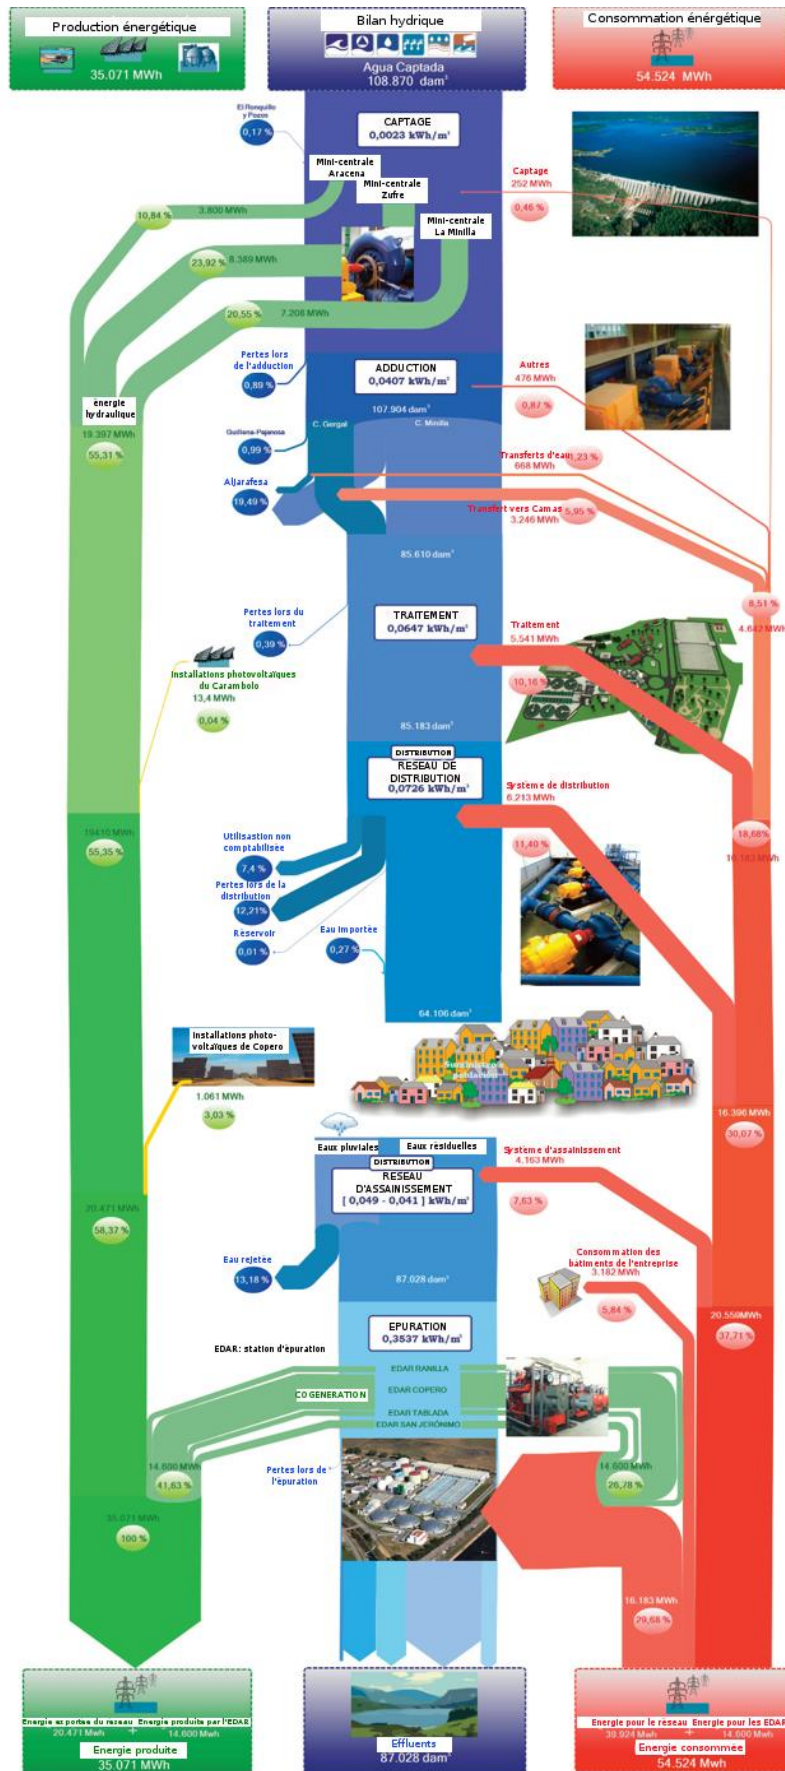 Production énergétique
35.071 MWh
Bilan hydrique
Agua Captada
108.870 dam³
Consommation énérgétique
54.524 MWh
El Ronquillo
y Pozos
0,17 %
CAPTAGE
0,0023 kWh/m³
Mini-centrale
Aracena
Mini-centrale
Zufre
Mini-centrale
La Minilla
Captage
252 MWh
0,46 %
10,84 %
3.800 MWh
23,92 %
8.389 MWh
20,55 %
7.208 MWh
Pertes lors
de l'adduction
0,89 %
ADDUCTION
0,0407 kWh/m³
107.904 dam³
Autres
476 MWh
0,87 %
énergie
hydraulique
19.397 MWh
55,31 %
Guillena-Pajanosa
0,99 %
C. Gergal
C. Minilla
Aljarafesa
19,49 %
Transferts d'eau
1,23 %
668 MWh
Transfert vers Camas
5,95 %
3.246 MWh
85.610 dam³
8,51 %
4.642 MWh
Pertes lors du
traitement
0,39 %
TRAITEMENT
0,0647 kWh/m³
Traitement
5.541 MWh
10,16 %
Installations photovoltaïques
du Carambolo
13,4 MWh
0,04 %
85.183 dam³
DISTRIBUTION
RESEAU DE
DISTRIBUTION
0,0726 kWh/m³
Système de distribution
6.213 MWh
11,40 %
19410 MWh
55,35 %
18,68%
10.183 MWh
Utilisastion non
comptabilisée
7,4 %
Pertes lors de la
distribution
12,21%
Réservoir
0,01 %
Eau importée
0,27 %
64.106 dam³
Installations photo-
voltaïques de Copero
1.061 MWh
3,03 %
Suministro a
población
16.396 MWh
30,07 %
Eaux pluviales
Eaux résiduelles
DISTRIBUTION
RESEAU
D'ASSAINISSEMENT
[ 0,049 - 0,041 ] kWh/m³
Système d'assainissement
4.163 MWh
7,63 %
20.471 MWh
58,37 %
Eau rejetée
13,18 %
87.028 dam³
Consommation des
batiments de l'entreprise
3.182 MWh
5,84 %
20.559MWh
37,71 %
EPURATION
0,3537 kWh/m³
EDAR: station d'épuration
EDAR RANILLA
COGENERATION
EDAR COPERO
EDAR TABLADA
EDAR SAN JERÓNIMO
14.600 MWh
41,63 %
Pertes lors de
l'épuration
14.600 MWh
26,78 %
35.071 MWh
100 %
16.183 MWh
29,68 %
Energie exportée du réseau
Energie produite par l'EDAR
20.471 Mwh + 14.600 Mwh
Energie produite
35.071 MWh
Effluents
87.028 dam³
Energie pour le réseau
Energie pour les EDAR
39.924 Mwh + 14.600 Mwh
Energie consommée
54.524 Mwh